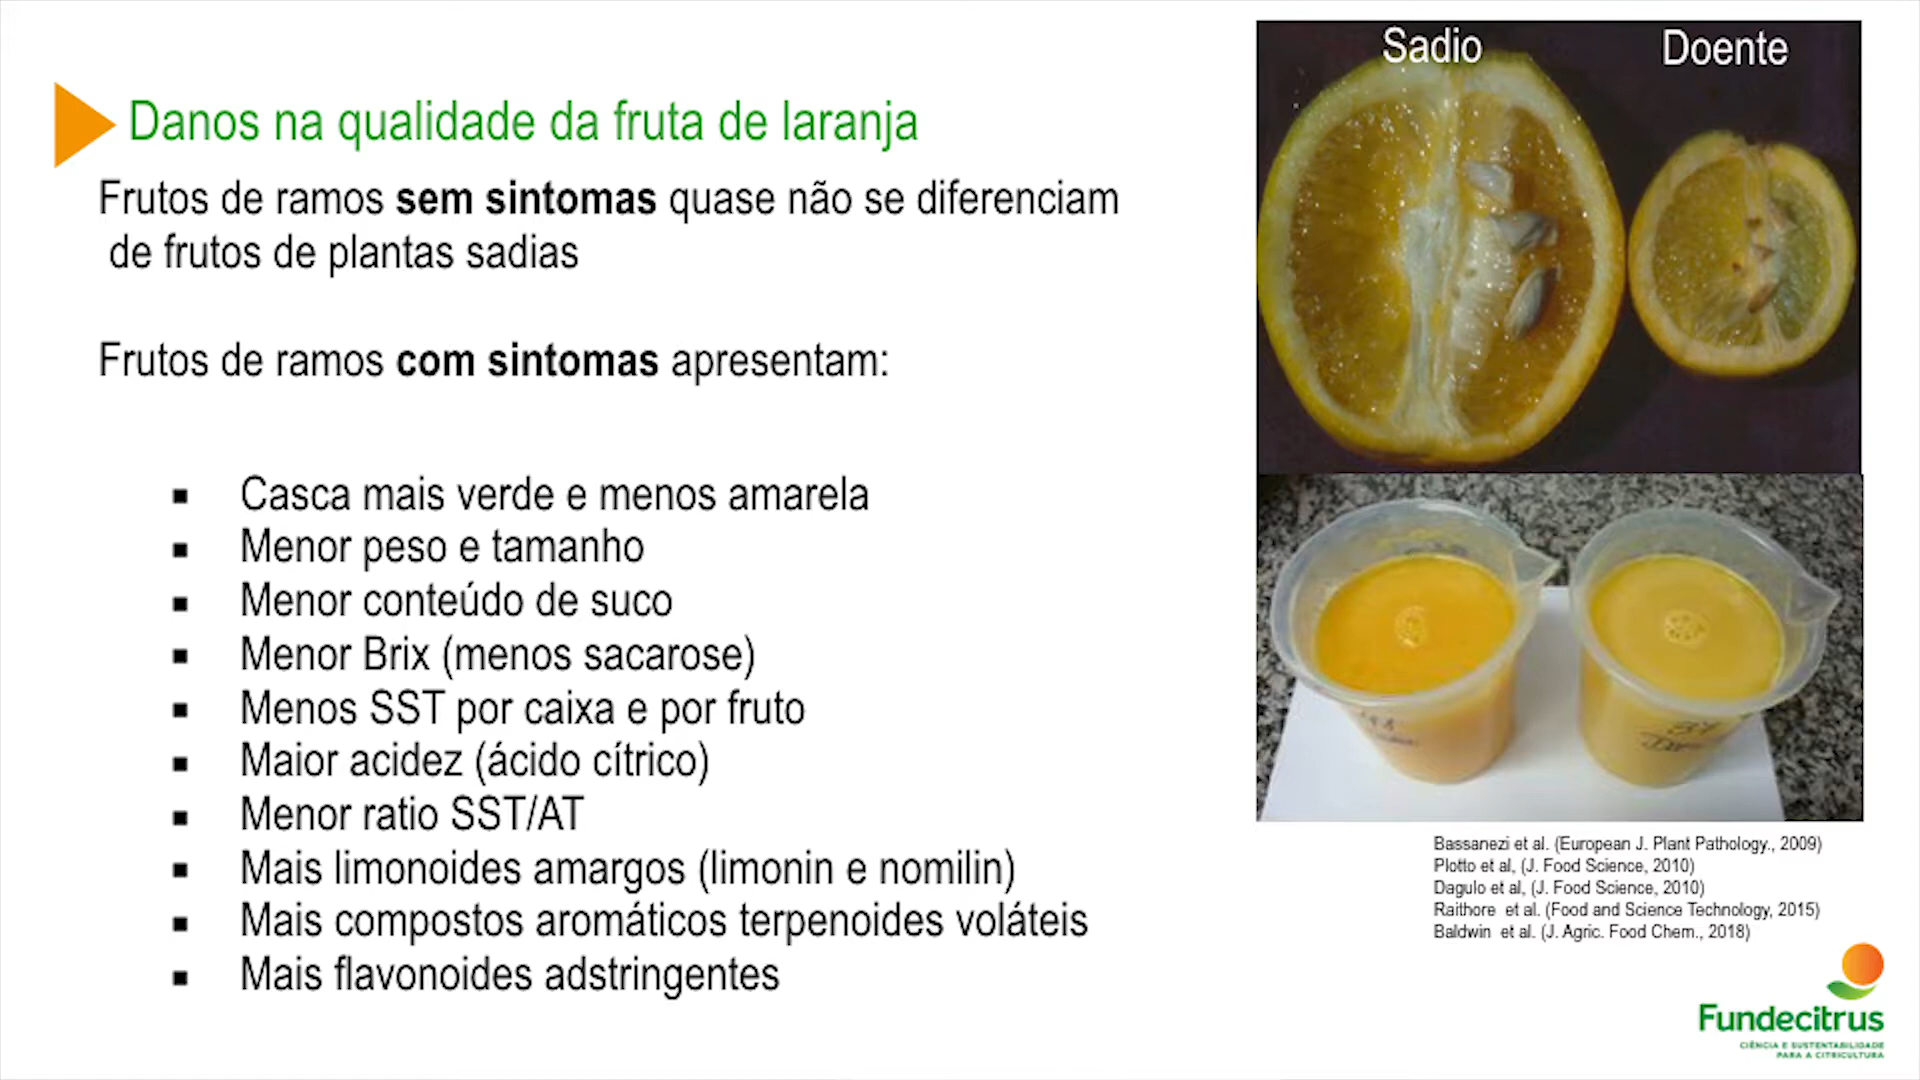 Danos na qualidade da fruta de laranja
Frutos de ramos sem sintomas quase não se diferenciam
de frutos de plantas sadias
Frutos de ramos com sintomas apresentam:
Casca mais verde e menos amarela
Menor peso e tamanho
Menor conteúdo de suco
Menor Brix (menos sacarose)
Menos SST por caixa e por fruto
Maior acidez (ácido cítrico)
Menor ratio SST/AT
Mais limonoides amargos (limonin e nomilin)
Mais compostos aromáticos terpenoides voláteis
Mais flavonoides adstringentes
Sadio
Doente
Bassanezi et al. (European J. Plant Pathology., 2009)
Plotto et al, (J. Food Science, 2010)
Dagulo et al, (J. Food Science, 2010)
Raithore et al. (Food and Science Technology, 2015)
Baldwin et al. (J. Agric. Food Chem., 2018)
Fundecitrus
CIÊNCIA E SUSTENTABILIDADE
PARA A CITRICULTURA